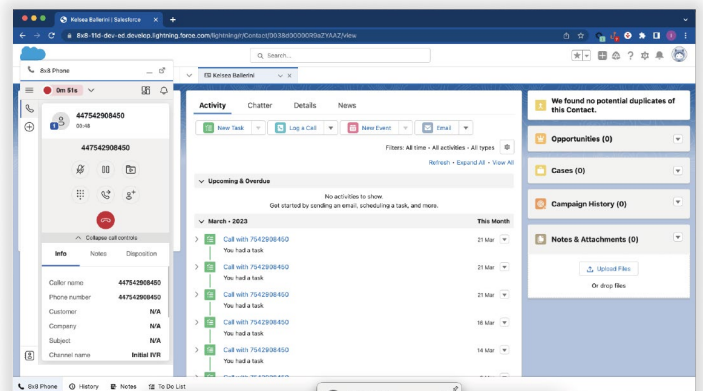 Kelsea Ballerini | Salesforce
8x8-11d-dev-ed.develop.lightning.force.com/lightning/r/Contact/
Search...
8x8 Phone
Kelsea Ballerini
0m 51s
447542908450
00:46
447542908450
Collapse call controls
Info Notes Disposition
Caller name 447542908450
Phone number 447542908450
Customer N/A
Company N/A
Subject N/A
Channel name Initial IVR
Activity Chatter Details News
New Task Log a Call New Event Email
Filters: All time • All activities • All types
Refresh • Expand All • View All
Upcoming & Overdue
No activities to show.
Get started by sending an email, scheduling a task, and more.
March • 2023 This Month
Call with 7542908450 21 Mar
You had a task
Call with 7542908450 21 Mar
You had a task
Call with 7542908450 21 Mar
You had a task
Call with 7542908450 16 Mar
You had a task
Call with 7542908450 14 Mar
You had a task
Call with 7542908450
We found no potential duplicates of
this Contact.
Opportunities (0)
Cases (0)
Campaign History (0)
Notes & Attachments (0)
Upload Files
Or drop files
8x8 Phone History Notes To Do List